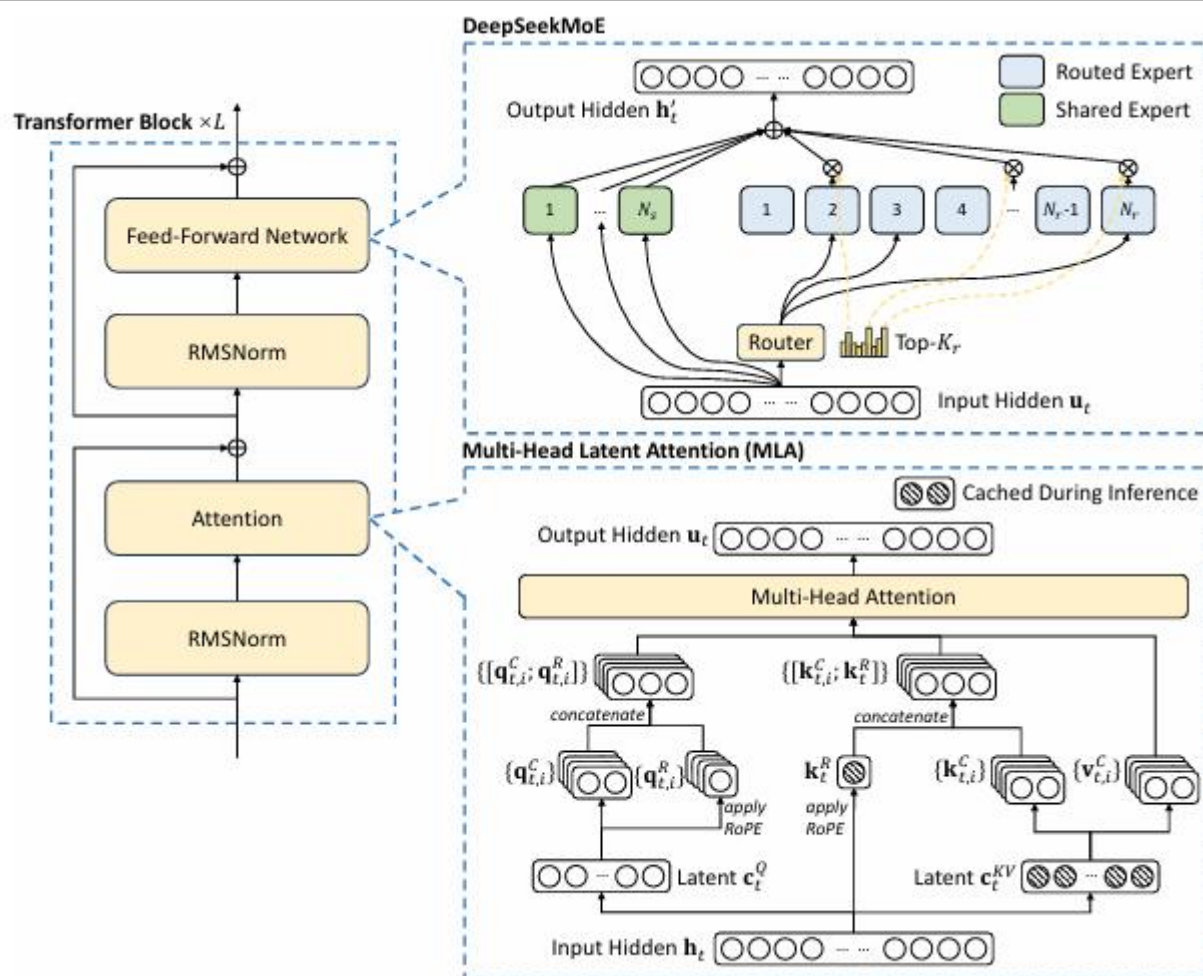 DeepSeekMoE
Routed Expert
Shared Expert
Output Hidden h′ₜ
Transformer Block ×L
1 ... Nₛ 1 2 3 4 ... Nᵣ-1 Nᵣ
Feed-Forward Network
RMSNorm
Router
Top-Kᵣ
Input Hidden uₜ
Attention
RMSNorm
Multi-Head Latent Attention (MLA)
Cached During Inference
Output Hidden uₜ
Multi-Head Attention
{[q^C_{t,i}; q^R_{t,i}]} {[k^C_{t,i}; k^R_t]}
concatenate concatenate
{q^C_{t,i}} {q^R_{t,i}} k^R_t {k^C_{t,i}} {v^C_{t,i}}
apply RoPE apply RoPE
Latent c^Q_t Latent c^{KV}_t
Input Hidden hₜ